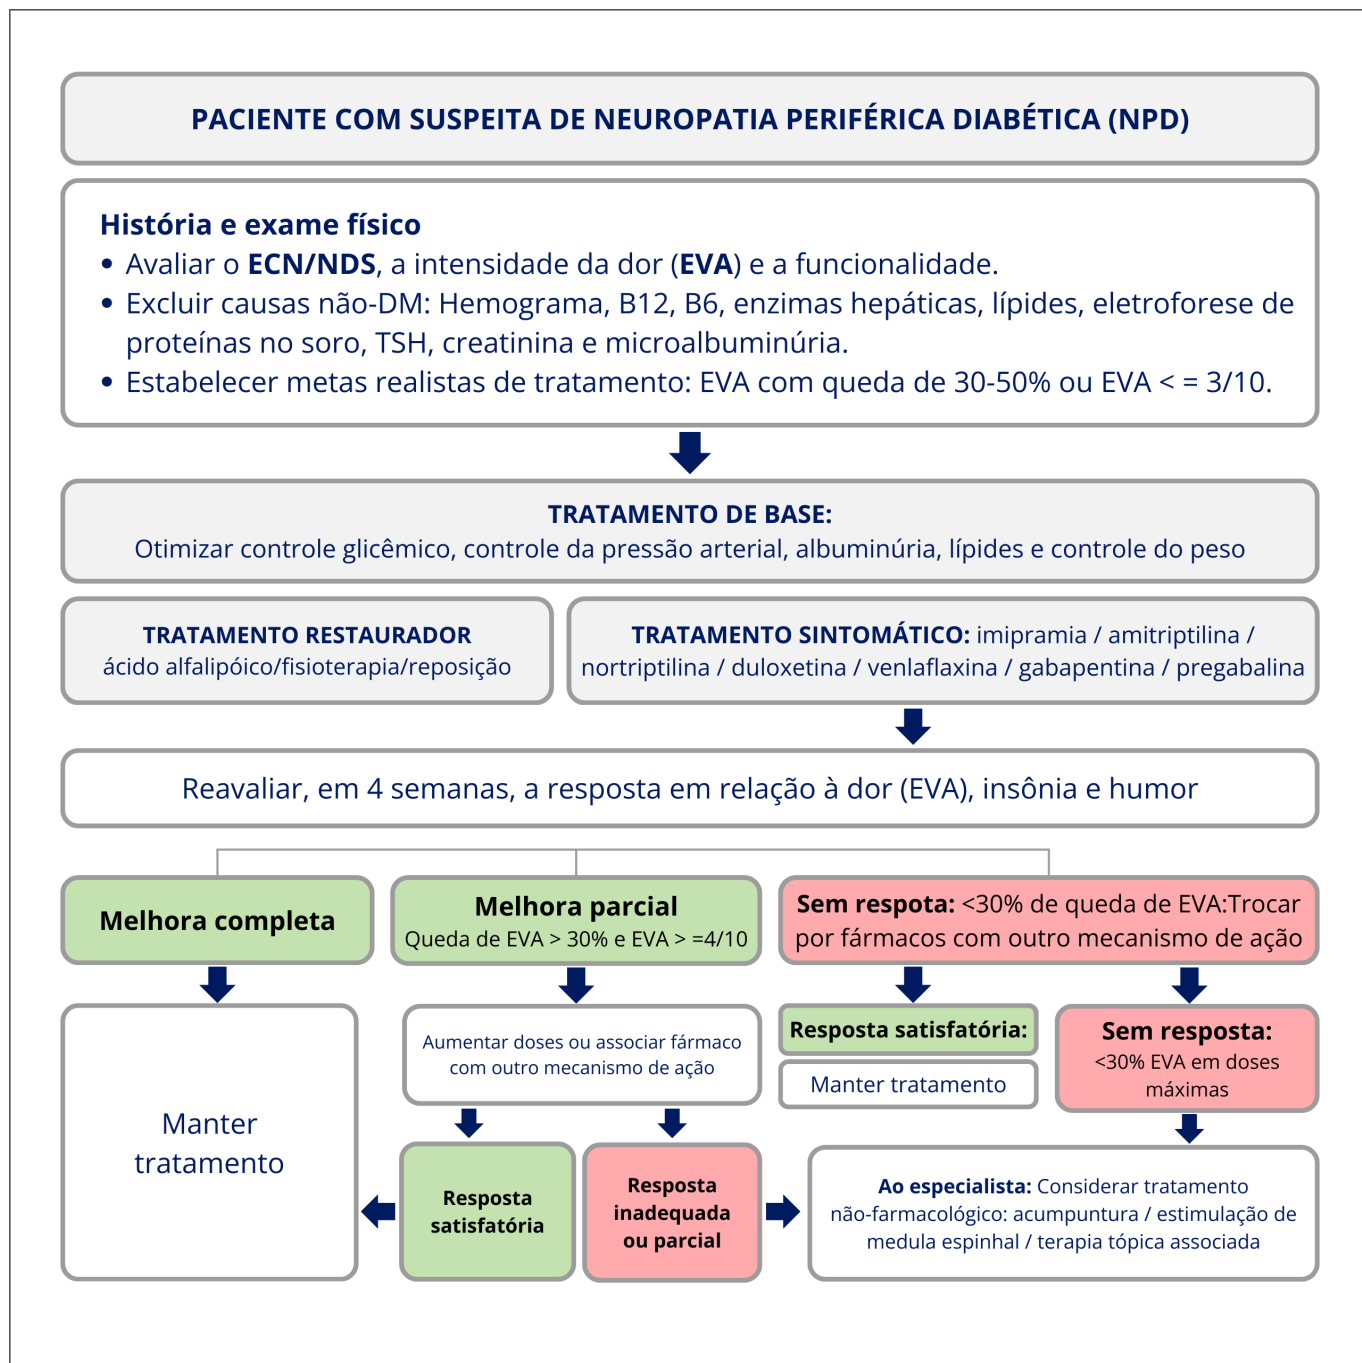 PACIENTE COM SUSPEITA DE NEUROPATIA PERIFÉRICA DIABÉTICA (NPD)
História e exame físico
• Avaliar o ECN/NDS, a intensidade da dor (EVA) e a funcionalidade.
• Excluir causas não-DM: Hemograma, B12, B6, enzimas hepáticas, lípides, eletroforese de
proteínas no soro, TSH, creatinina e microalbuminúria.
• Estabelecer metas realistas de tratamento: EVA com queda de 30-50% ou EVA < = 3/10.
TRATAMENTO DE BASE:
Otimizar controle glicêmico, controle da pressão arterial, albuminúria, lípides e controle do peso
TRATAMENTO RESTAURADOR
ácido alfalipóico/fisioterapia/reposição
TRATAMENTO SINTOMÁTICO: imipramia / amitriptilina /
nortriptilina / duloxetina / venlaflaxina / gabapentina / pregabalina
Reavaliar, em 4 semanas, a resposta em relação à dor (EVA), insônia e humor
Melhora completa
Melhora parcial
Queda de EVA > 30% e EVA > =4/10
Sem respota: <30% de queda de EVA:Trocar
por fármacos com outro mecanismo de ação
Manter
tratamento
Aumentar doses ou associar fármaco
com outro mecanismo de ação
Resposta satisfatória:
Manter tratamento
Sem resposta:
<30% EVA em doses
máximas
Resposta
satisfatória
Resposta
inadequada
ou parcial
Ao especialista: Considerar tratamento
não-farmacológico: acumpuntura / estimulação de
medula espinhal / terapia tópica associada